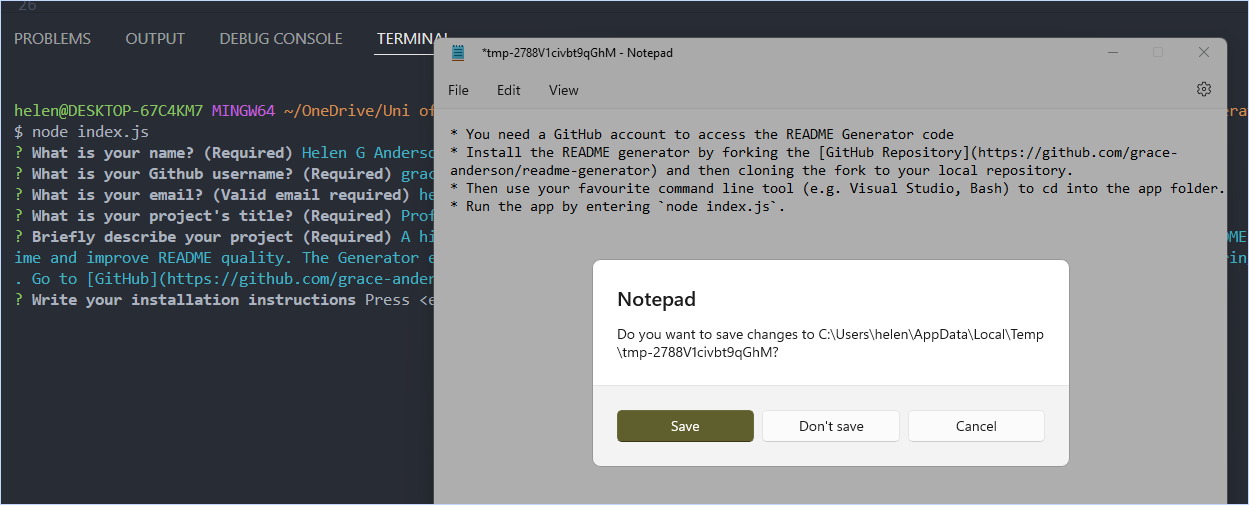 26
PROBLEMS OUTPUT DEBUG CONSOLE TERMINAL
helen@DESKTOP-67C4KM7 MINGW64 ~/OneDrive/Uni of
$ node index.js
? What is your name? (Required) Helen G Anderso
? What is your Github username? (Required) grac
? What is your email? (Valid email required) he
? What is your project's title? (Required) Prof
? Briefly describe your project (Required) A hi
ime and improve README quality. The Generator e
. Go to [GitHub](https://github.com/grace-ander
? Write your installation instructions Press <e
*tmp-2788V1civbt9qGhM - Notepad
File Edit View
* You need a GitHub account to access the README Generator code
* Install the README generator by forking the [GitHub Repository](https://github.com/grace-
anderson/readme-generator) and then cloning the fork to your local repository.
* Then use your favourite command line tool (e.g. Visual Studio, Bash) to cd into the app folder.
* Run the app by entering `node index.js`.
Notepad
Do you want to save changes to C:\Users\helen\AppData\Local\Temp
\tmp-2788V1civbt9qGhM?
Save Don't save Cancel